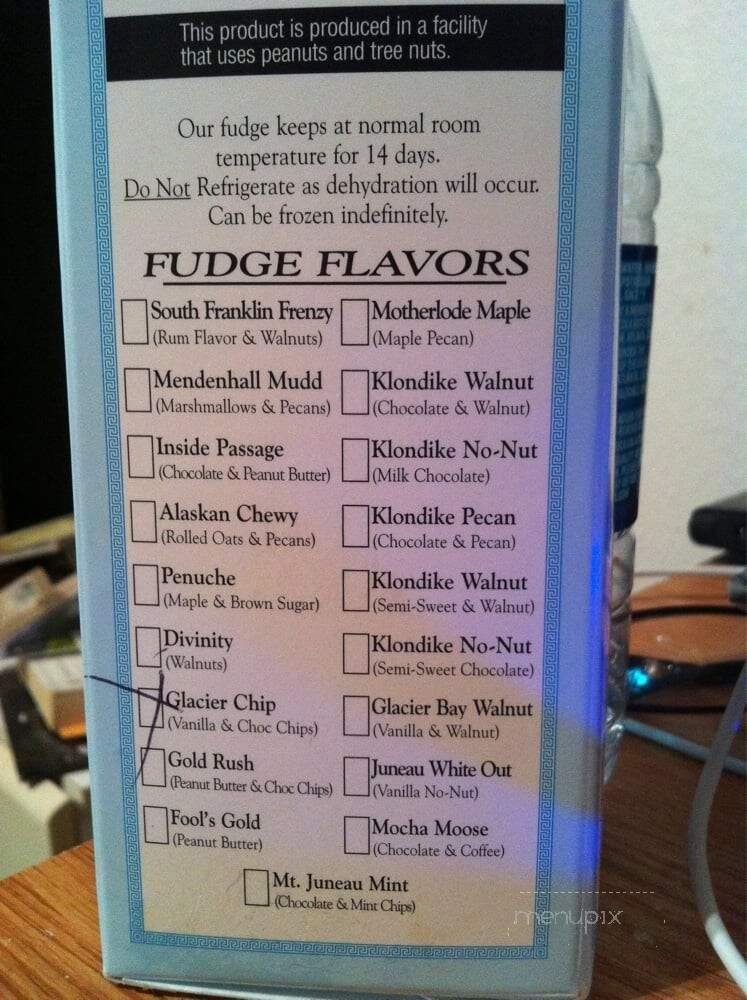 This product is produced in a facility
that uses peanuts and tree nuts.
Our fudge keeps at normal room
temperature for 14 days.
Do Not Refrigerate as dehydration will occur.
Can be frozen indefinitely.
FUDGE FLAVORS
South Franklin Frenzy
(Rum Flavor & Walnuts)
Mendenhall Mudd
(Marshmallows & Pecans)
Inside Passage
(Chocolate & Peanut Butter)
Alaskan Chewy
(Rolled Oats & Pecans)
Penuche
(Maple & Brown Sugar)
Divinity
(Walnuts)
Glacier Chip
(Vanilla & Choc Chips)
Gold Rush
(Peanut Butter & Choc Chips)
Fool's Gold
(Peanut Butter)
Motherlode Maple
(Maple Pecan)
Klondike Walnut
(Chocolate & Walnut)
Klondike No-Nut
(Milk Chocolate)
Klondike Pecan
(Chocolate & Pecan)
Klondike Walnut
(Semi-Sweet & Walnut)
Klondike No-Nut
(Semi-Sweet Chocolate)
Glacier Bay Walnut
(Vanilla & Walnut)
Juneau White Out
(Vanilla No-Nut)
Mocha Moose
(Chocolate & Coffee)
Mt. Juneau Mint
(Chocolate & Mint Chips)
menupix